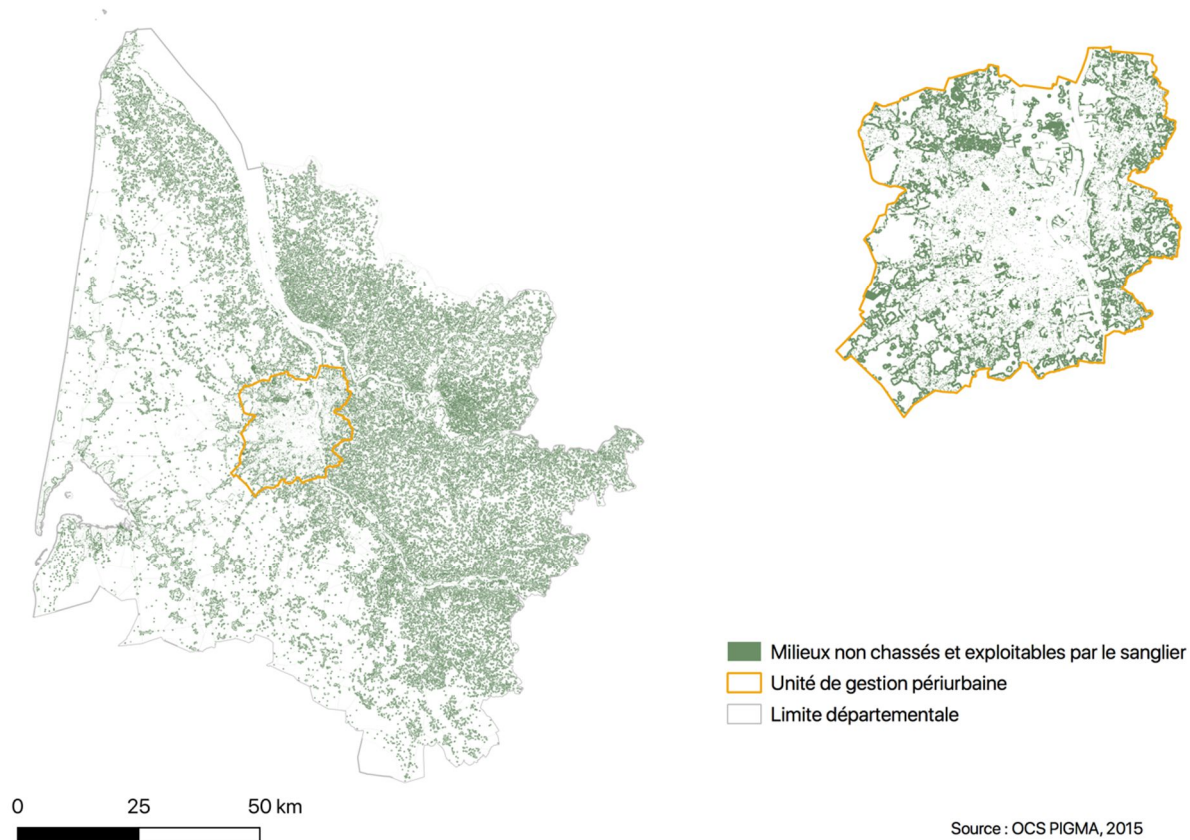 Milieux non chassés et exploitables par le sanglier
Unité de gestion périurbaine
Limite départementale
0 25 50 km
Source : OCS PIGMA, 2015